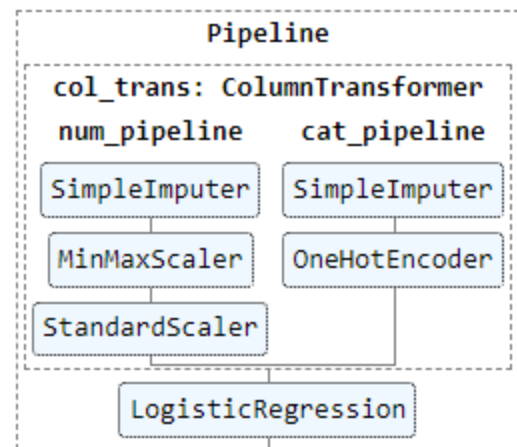 Pipeline
col_trans: ColumnTransformer
num_pipeline cat_pipeline
SimpleImputer SimpleImputer
MinMaxScaler OneHotEncoder
StandardScaler
LogisticRegression